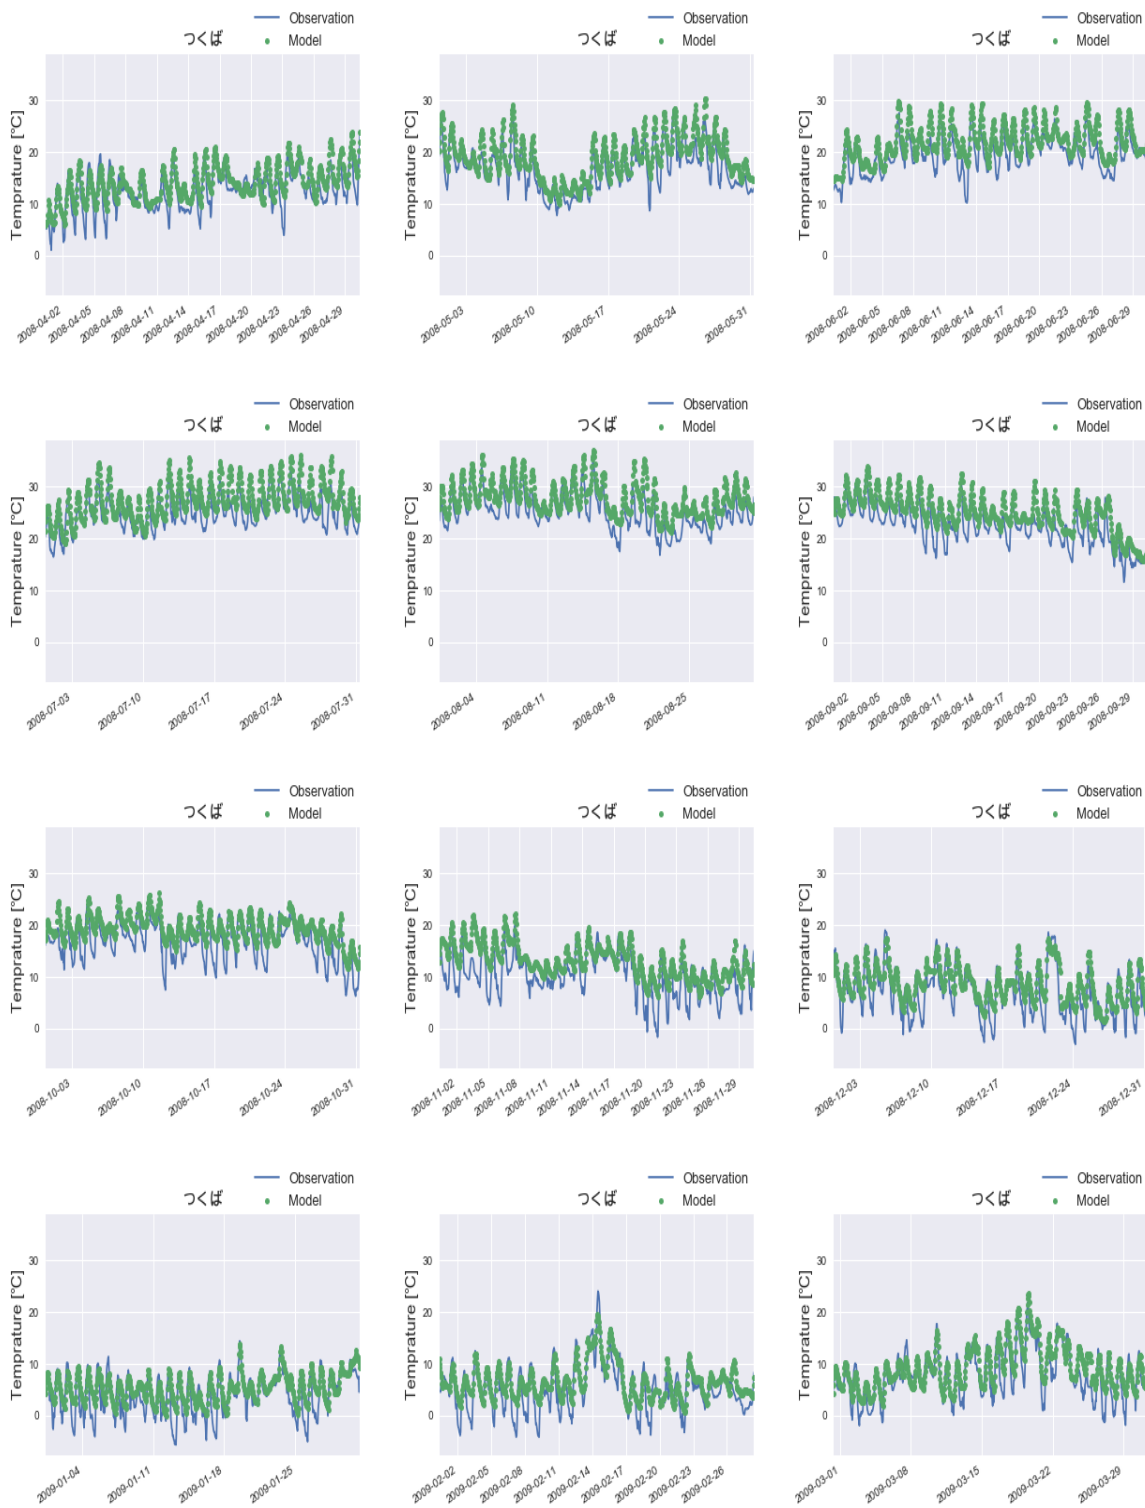 Observation
つくば
Model
Temprature [℃]
30
20
10
0
2008-04-02
2008-04-05
2008-04-08
2008-04-11
2008-04-14
2008-04-17
2008-04-20
2008-04-23
2008-04-26
2008-04-29
Observation
つくば
Model
Temprature [℃]
30
20
10
0
2008-05-03
2008-05-10
2008-05-17
2008-05-24
2008-05-31
Observation
つくば
Model
Temprature [℃]
30
20
10
0
2008-06-02
2008-06-05
2008-06-08
2008-06-11
2008-06-14
2008-06-17
2008-06-20
2008-06-23
2008-06-26
2008-06-29
Observation
つくば
Model
Temprature [℃]
30
20
10
0
2008-07-03
2008-07-10
2008-07-17
2008-07-24
2008-07-31
Observation
つくば
Model
Temprature [℃]
30
20
10
0
2008-08-04
2008-08-11
2008-08-18
2008-08-25
Observation
つくば
Model
Temprature [℃]
30
20
10
0
2008-09-02
2008-09-05
2008-09-08
2008-09-11
2008-09-14
2008-09-17
2008-09-20
2008-09-23
2008-09-26
2008-09-29
Observation
つくば
Model
Temprature [℃]
30
20
10
0
2008-10-03
2008-10-10
2008-10-17
2008-10-24
2008-10-31
Observation
つくば
Model
Temprature [℃]
30
20
10
0
2008-11-02
2008-11-05
2008-11-08
2008-11-11
2008-11-14
2008-11-17
2008-11-20
2008-11-23
2008-11-26
2008-11-29
Observation
つくば
Model
Temprature [℃]
30
20
10
0
2008-12-03
2008-12-10
2008-12-17
2008-12-24
2008-12-31
Observation
つくば
Model
Temprature [℃]
30
20
10
0
2009-01-04
2009-01-11
2009-01-18
2009-01-25
Observation
つくば
Model
Temprature [℃]
30
20
10
0
2009-02-02
2009-02-05
2009-02-08
2009-02-11
2009-02-14
2009-02-17
2009-02-20
2009-02-23
2009-02-26
Observation
つくば
Model
Temprature [℃]
30
20
10
0
2009-03-01
2009-03-08
2009-03-15
2009-03-22
2009-03-29